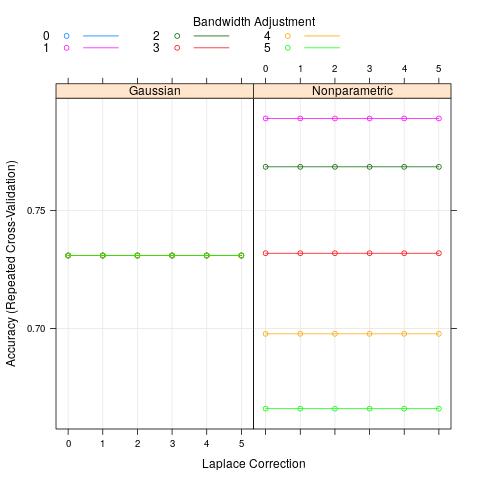 Bandwidth Adjustment
0 2 4
1 3 5
0 1 2 3 4 5
Gaussian Nonparametric
Accuracy (Repeated Cross-Validation)
0.75
0.70
0 1 2 3 4 5
Laplace Correction